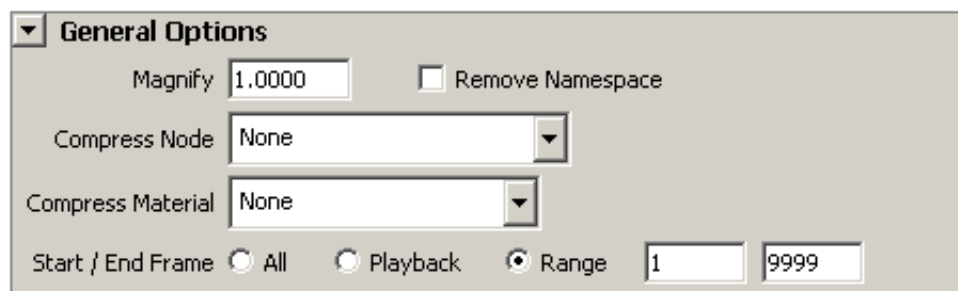 General Options
Magnify 1.0000 Remove Namespace
Compress Node None
Compress Material None
Start / End Frame All Playback Range 1 9999